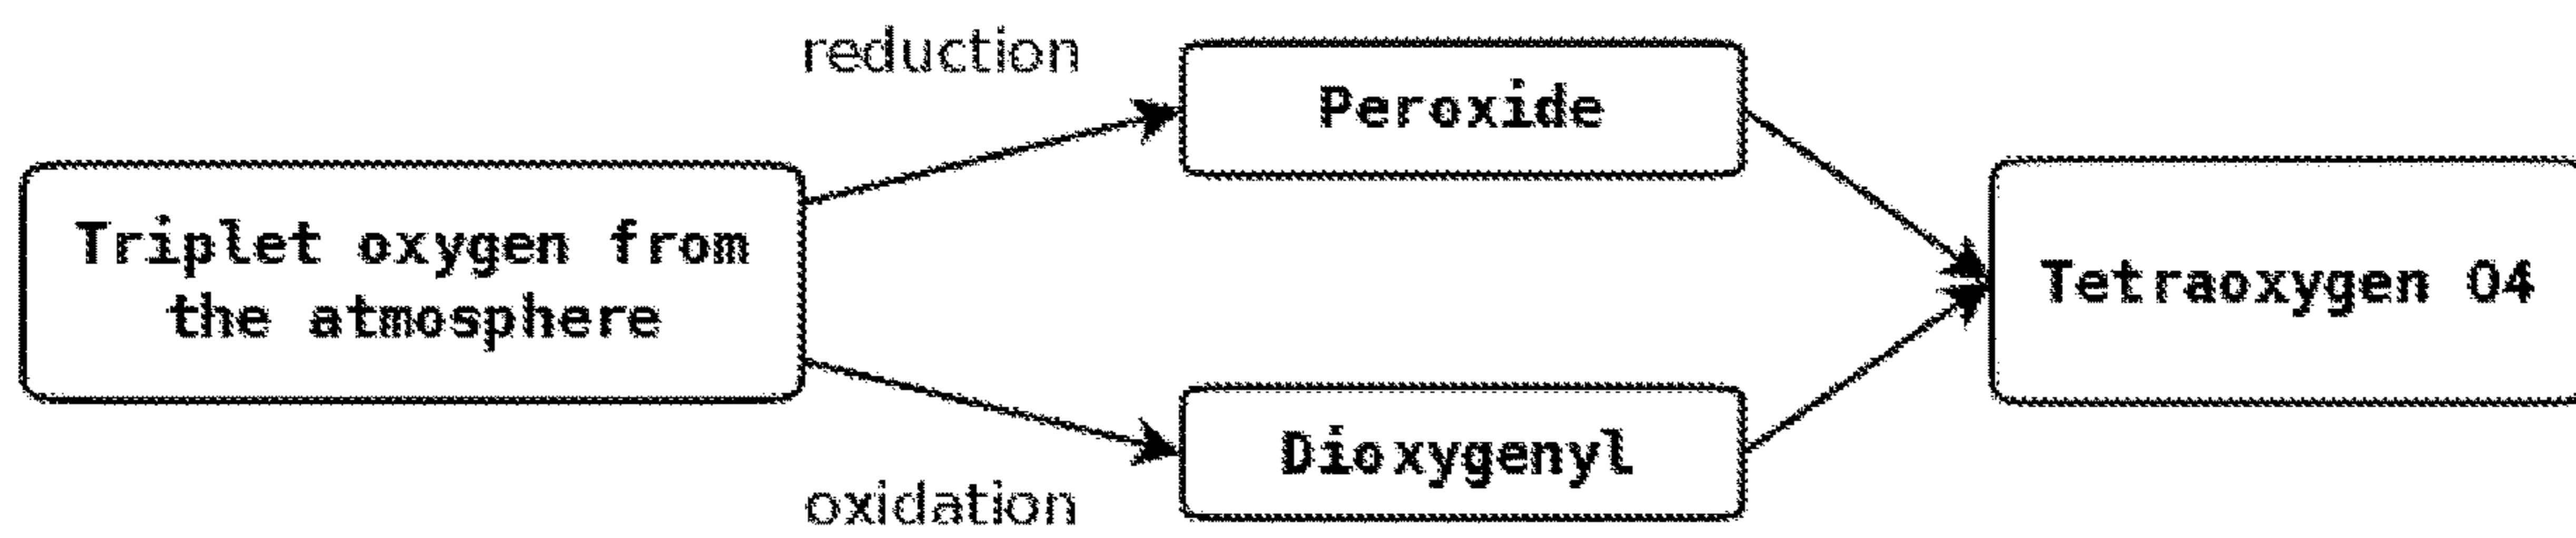 reduction
Peroxide
Triplet oxygen from
the atmosphere
Tetraoxygen O4
Dioxygenyl
oxidation